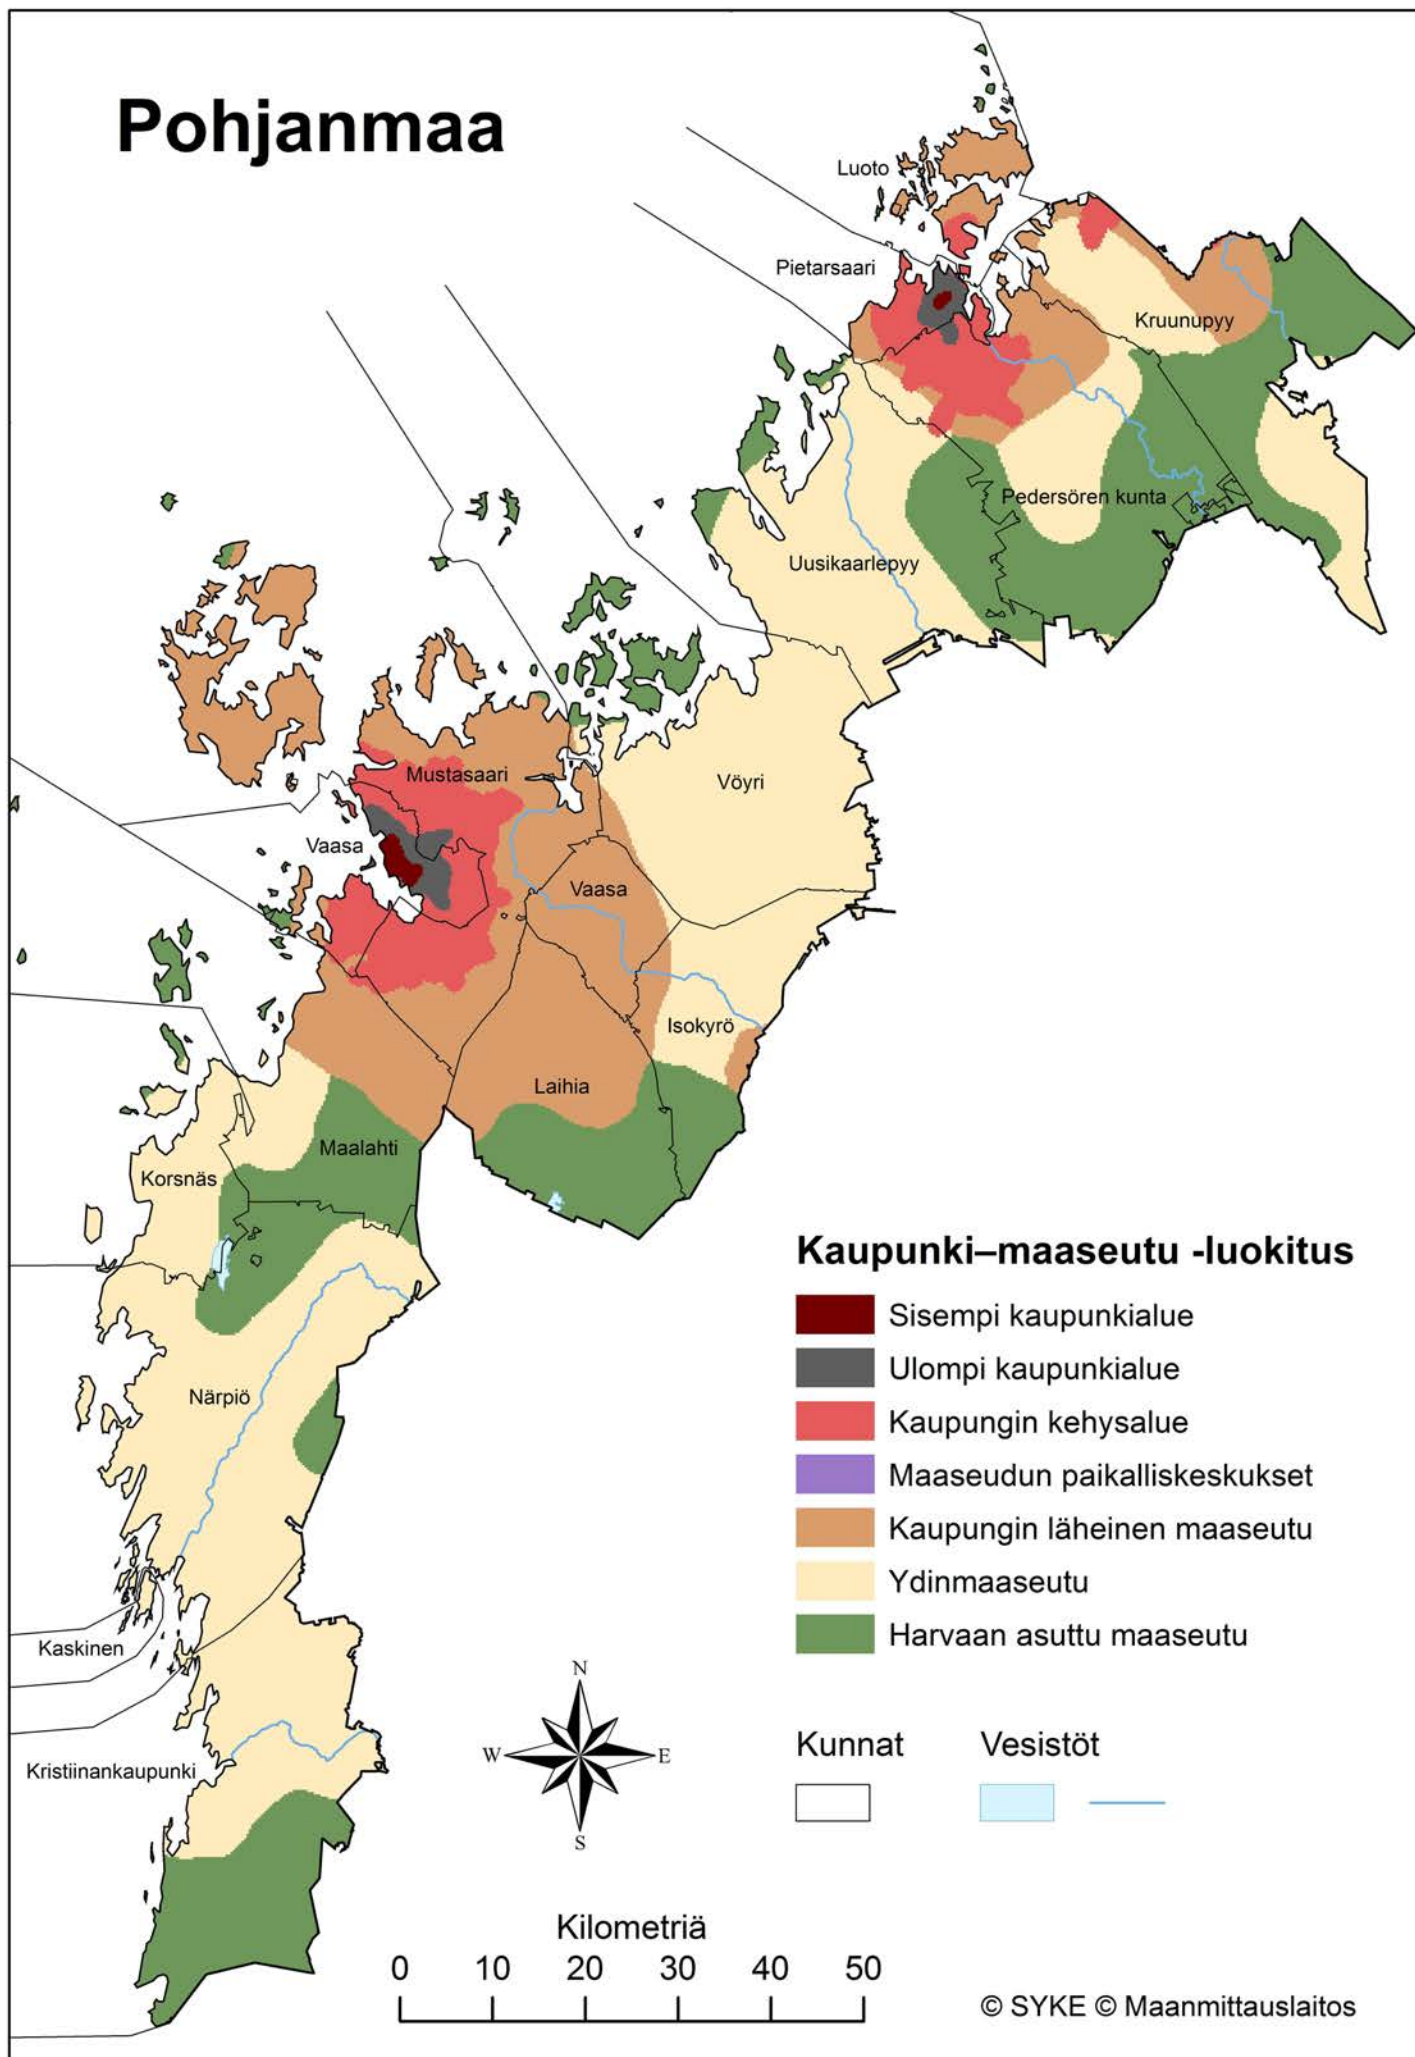 Pohjanmaa
Luoto
Pietarsaari
Kruunupyy
Pedersören kunta
Uusikaarlepyy
Mustasaari
Vöyri
Vaasa
Vaasa
Isokyrö
Laihia
Maalahti
Korsnäs
Närpiö
Kaskinen
Kristiinankaupunki
Kaupunki–maaseutu -luokitus
Sisempi kaupunkialue
Ulompi kaupunkialue
Kaupungin kehysalue
Maaseudun paikalliskeskukset
Kaupungin läheinen maaseutu
Ydinmaaseutu
Harvaan asuttu maaseutu
Kunnat Vesistöt
N
W E
S
Kilometriä
0 10 20 30 40 50
© SYKE © Maanmittauslaitos